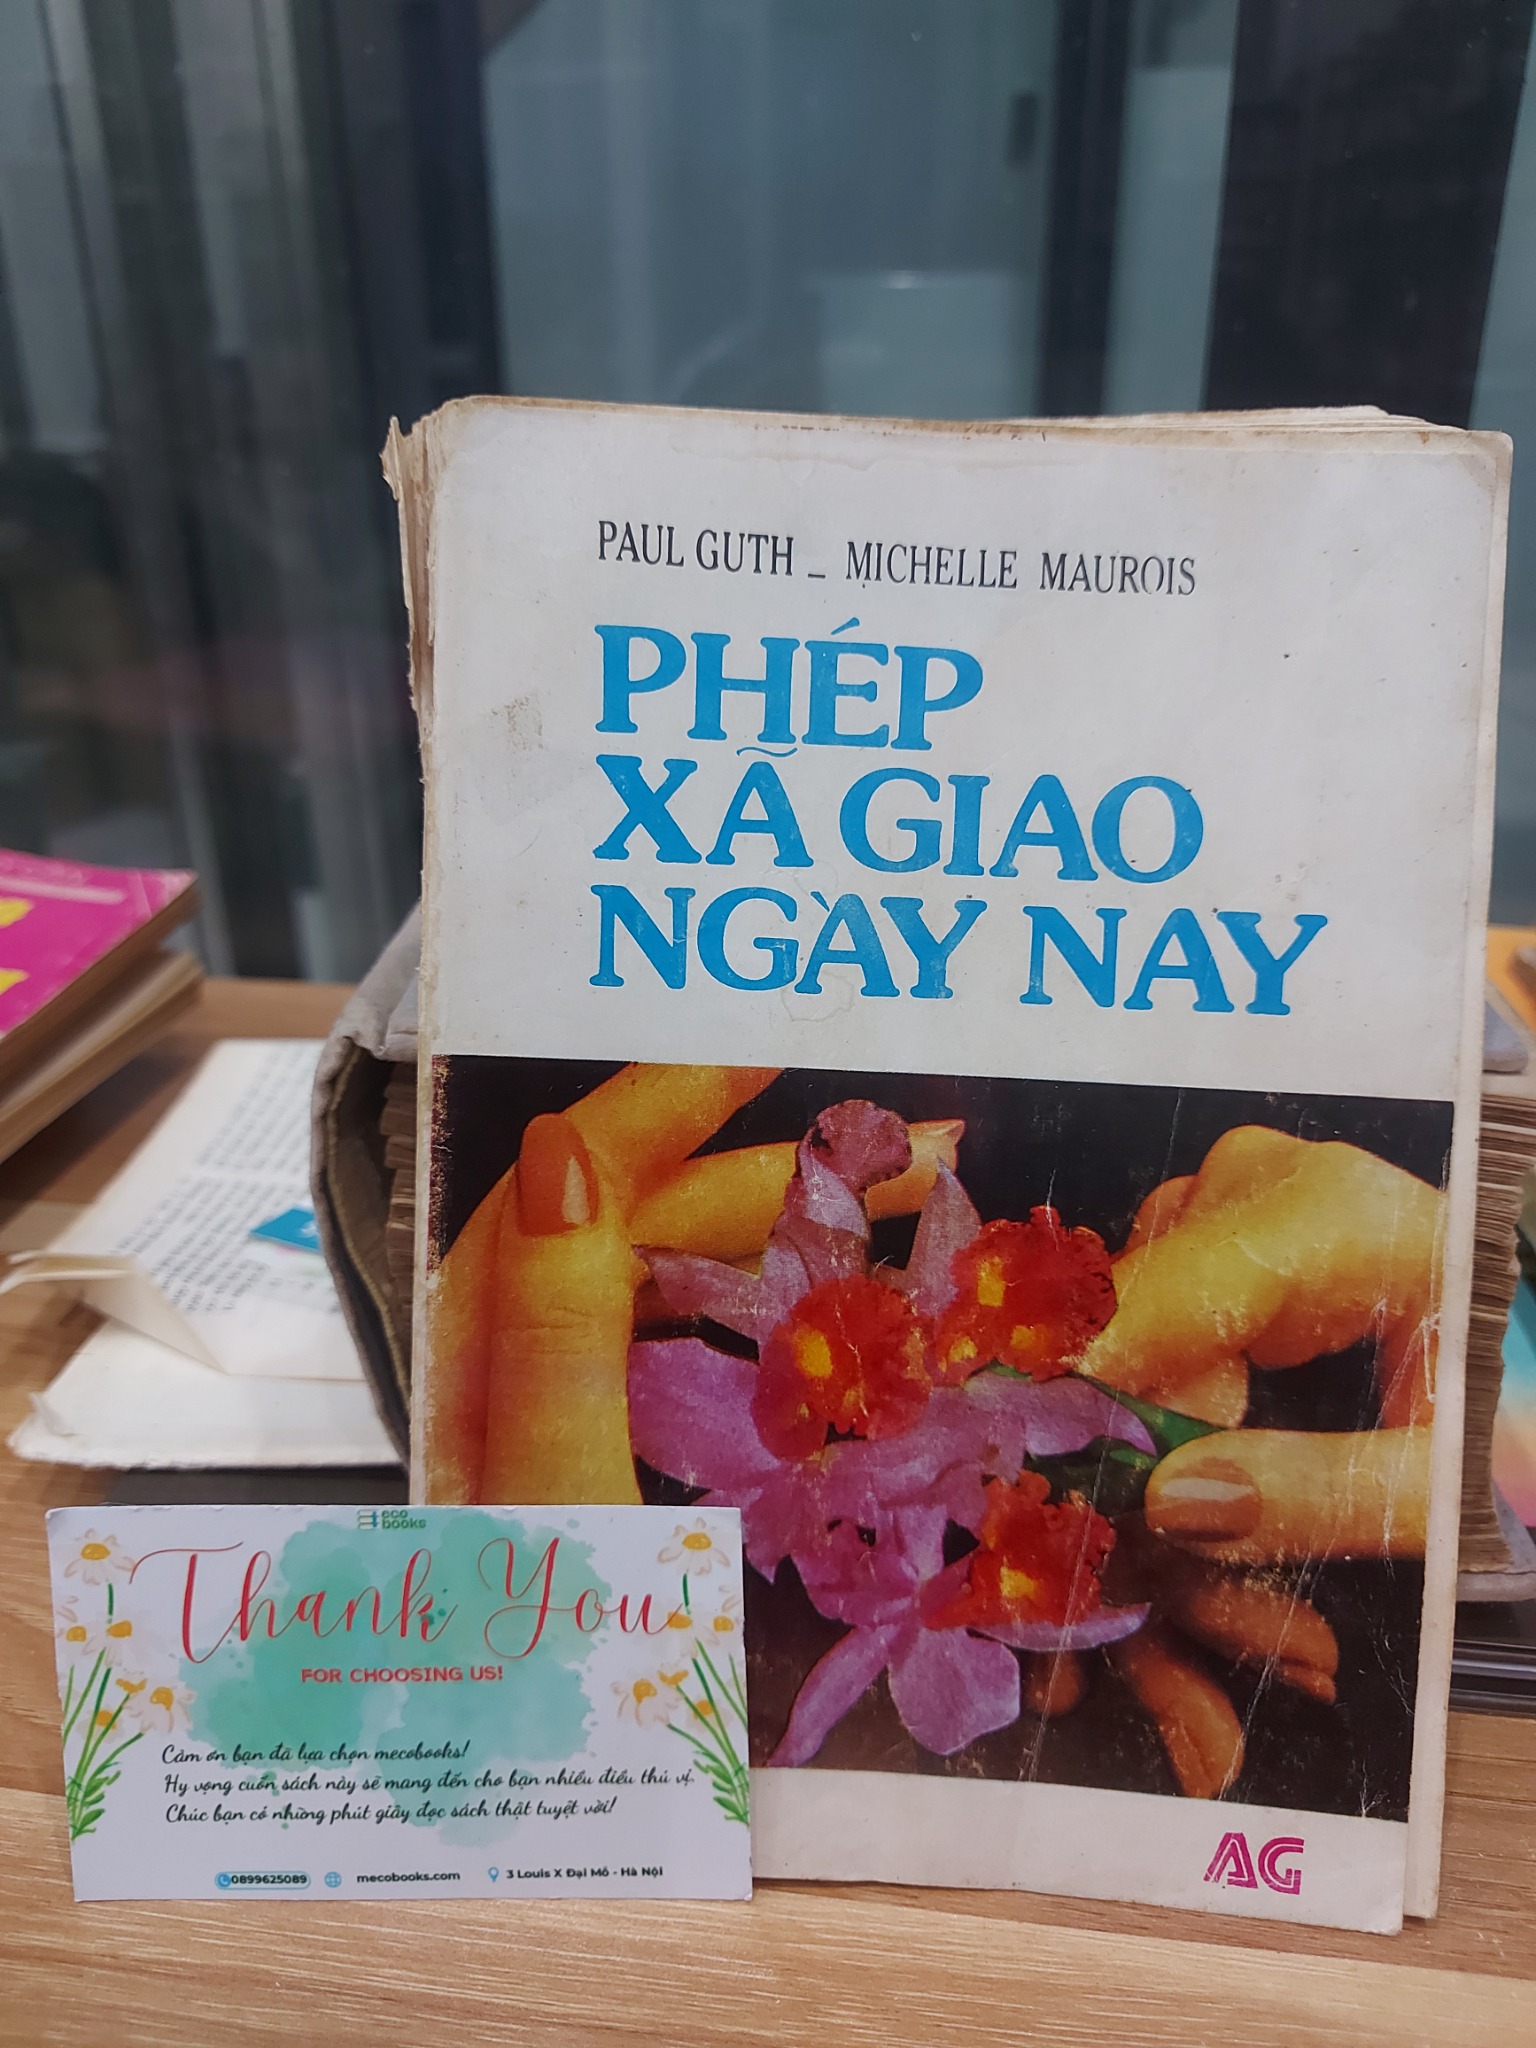 PAUL GUTH _ MICHELLE MAUROIS
PHÉP
XÃ GIAO
NGÀY NAY
AG
eco
books
Thank You
FOR CHOOSING US!
Cảm ơn bạn đã lựa chọn mecobooks!
Hy vọng cuốn sách này sẽ mang đến cho bạn nhiều điều thú vị.
Chúc bạn có những phút giây đọc sách thật tuyệt vời!
0899625089 mecobooks.com 3 Louis X Đại Mỗ - Hà Nội